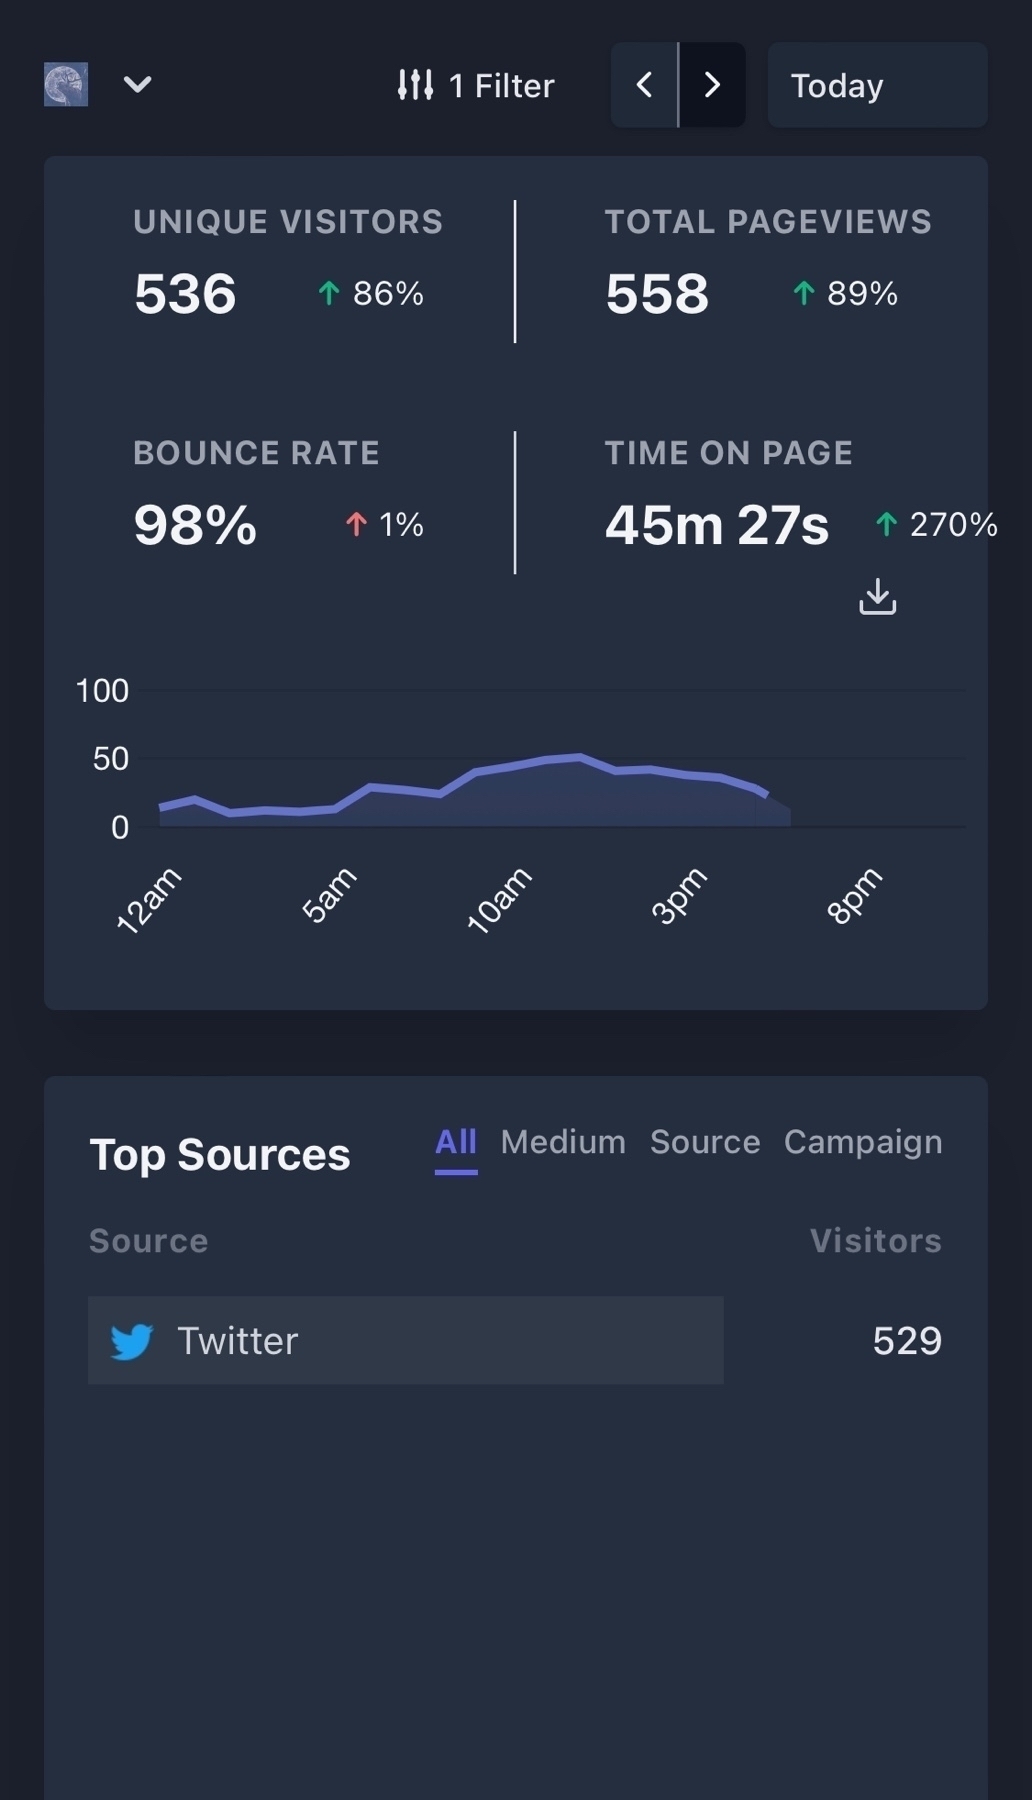 1 Filter
Today
UNIQUE VISITORS
536 ↑ 86%
TOTAL PAGEVIEWS
558 ↑ 89%
BOUNCE RATE
98% ↑ 1%
TIME ON PAGE
45m 27s ↑ 270%
100
50
0
12am 5am 10am 3pm 8pm
Top Sources
All Medium Source Campaign
Source Visitors
Twitter 529